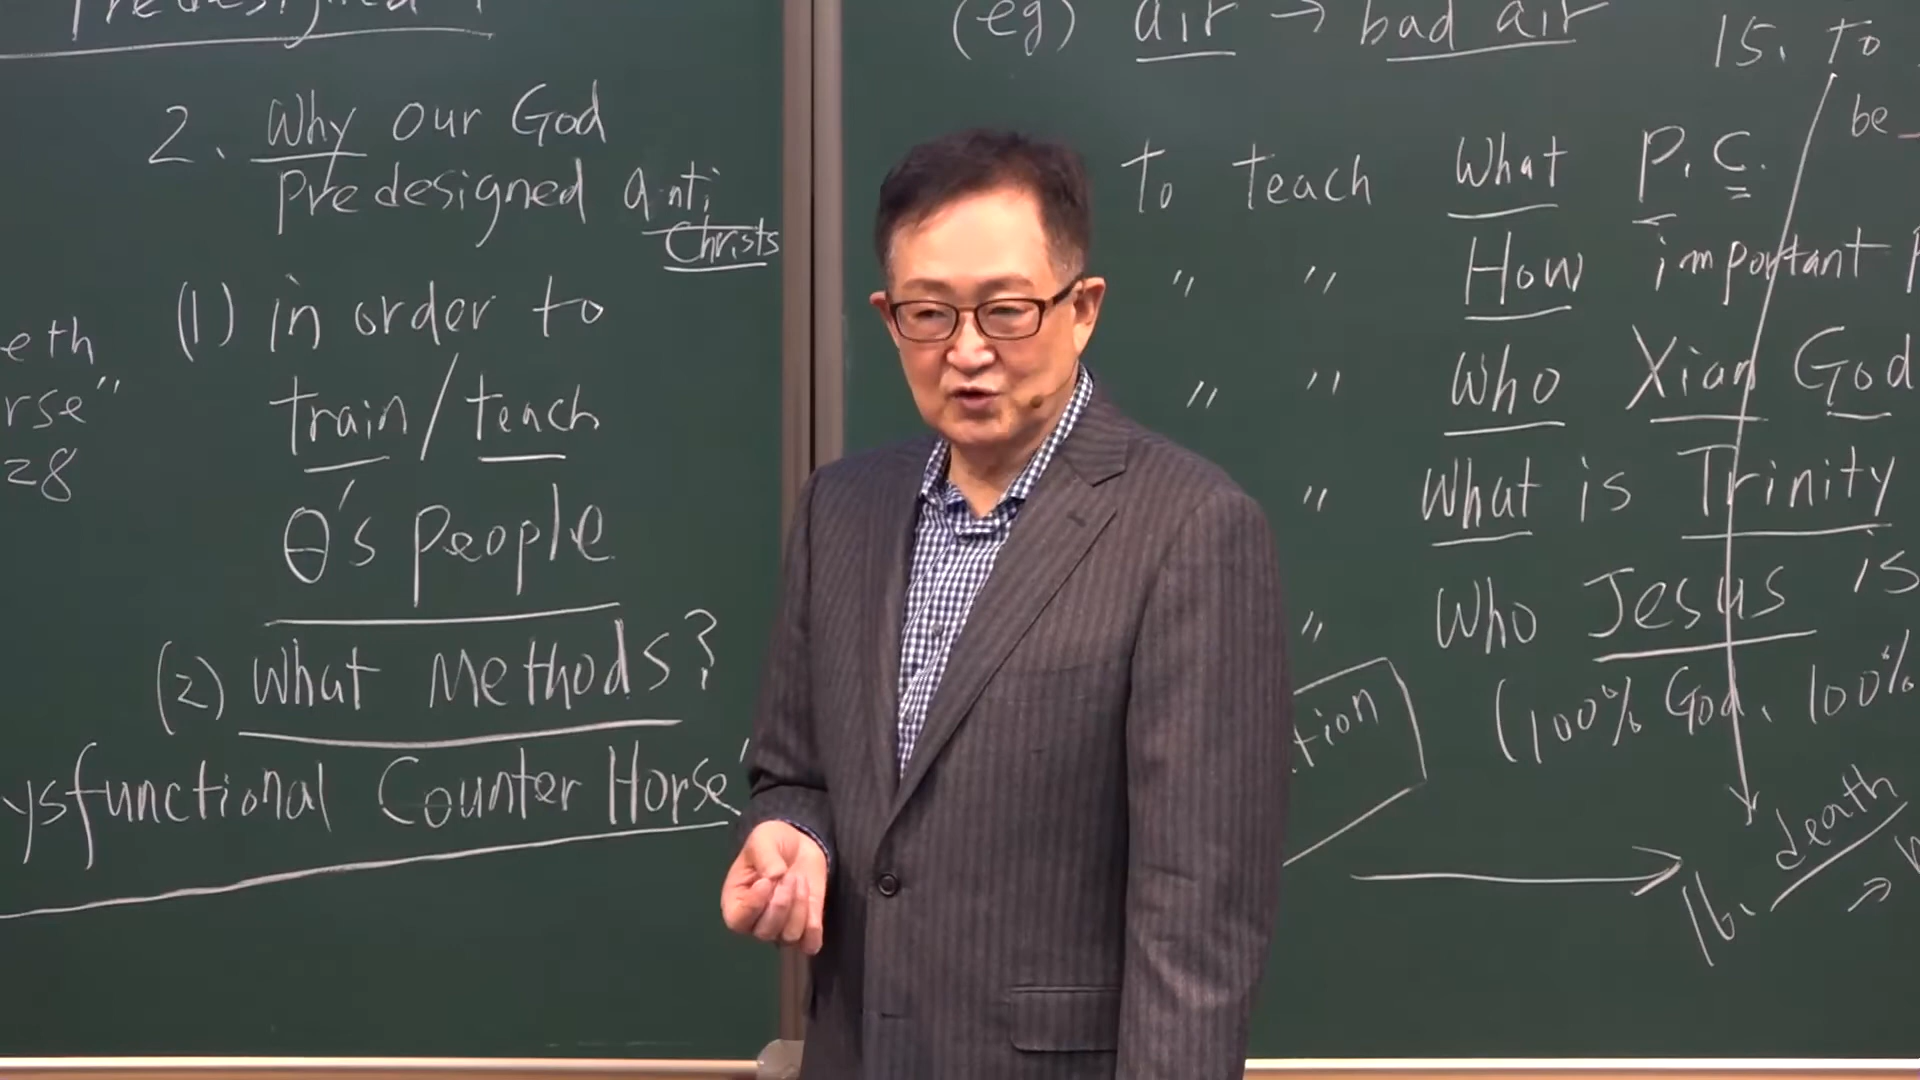 Predesigned
2. Why our God
predesigned anti
Christs
(1) in order to
train/teach
θ's people
(2) What Methods?
ysfunctional Counter Horse"
eth
rse"
28
(eg) air → bad air
To teach What P.C.
" " How important
" " Who Xian God
" What is Trinity
" Who Jesus is
(100% God, 100%
tion
15. To
be
→ 16. death